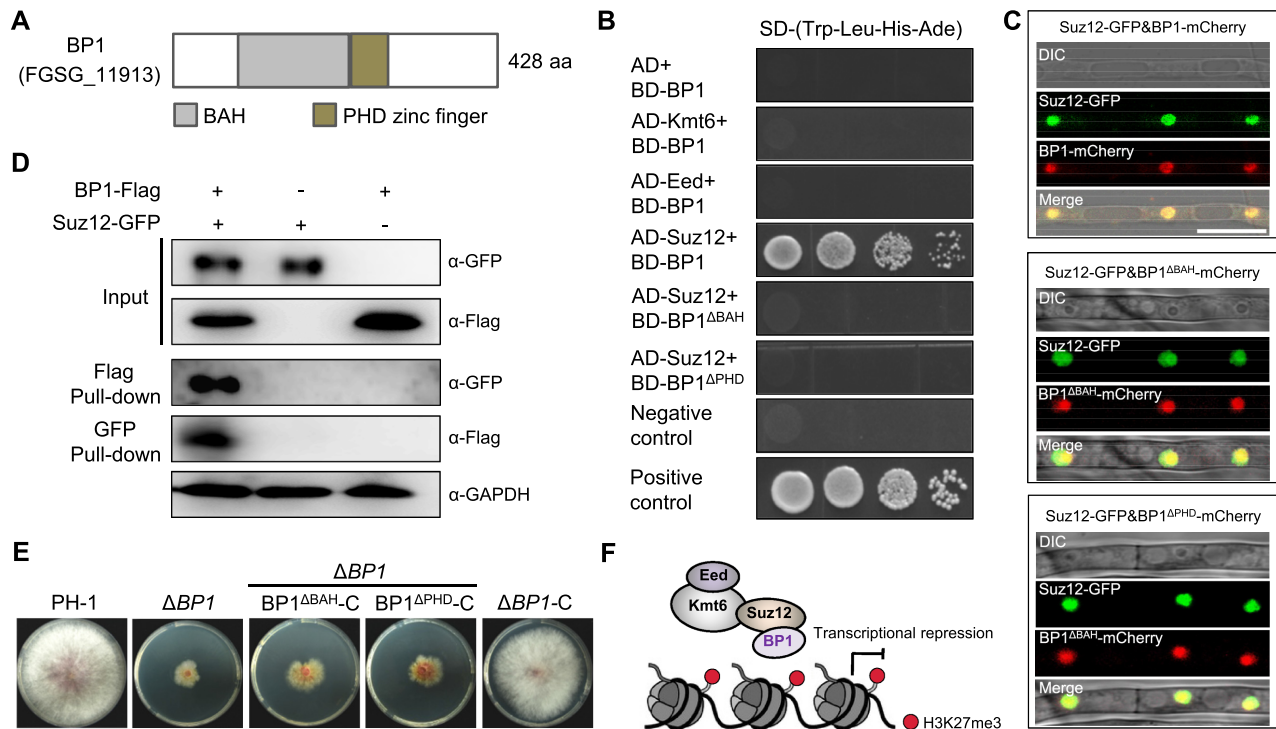 A
BP1
(FGSG_11913)
428 aa
BAH
PHD zinc finger
B
SD-(Trp-Leu-His-Ade)
AD+
BD-BP1
AD-Kmt6+
BD-BP1
AD-Eed+
BD-BP1
AD-Suz12+
BD-BP1
AD-Suz12+
BD-BP1ΔBAH
AD-Suz12+
BD-BP1ΔPHD
Negative
control
Positive
control
C
Suz12-GFP&BP1-mCherry
DIC
Suz12-GFP
BP1-mCherry
Merge
Suz12-GFP&BP1ΔBAH-mCherry
DIC
Suz12-GFP
BP1ΔBAH-mCherry
Merge
Suz12-GFP&BP1ΔPHD-mCherry
DIC
Suz12-GFP
BP1ΔBAH-mCherry
Merge
D
BP1-Flag + - +
Suz12-GFP + + -
Input
α-GFP
α-Flag
Flag
Pull-down
α-GFP
GFP
Pull-down
α-Flag
α-GAPDH
E
ΔBP1
PH-1 ΔBP1 BP1ΔBAH-C BP1ΔPHD-C ΔBP1-C
F
Eed
Kmt6
Suz12
BP1
Transcriptional repression
H3K27me3